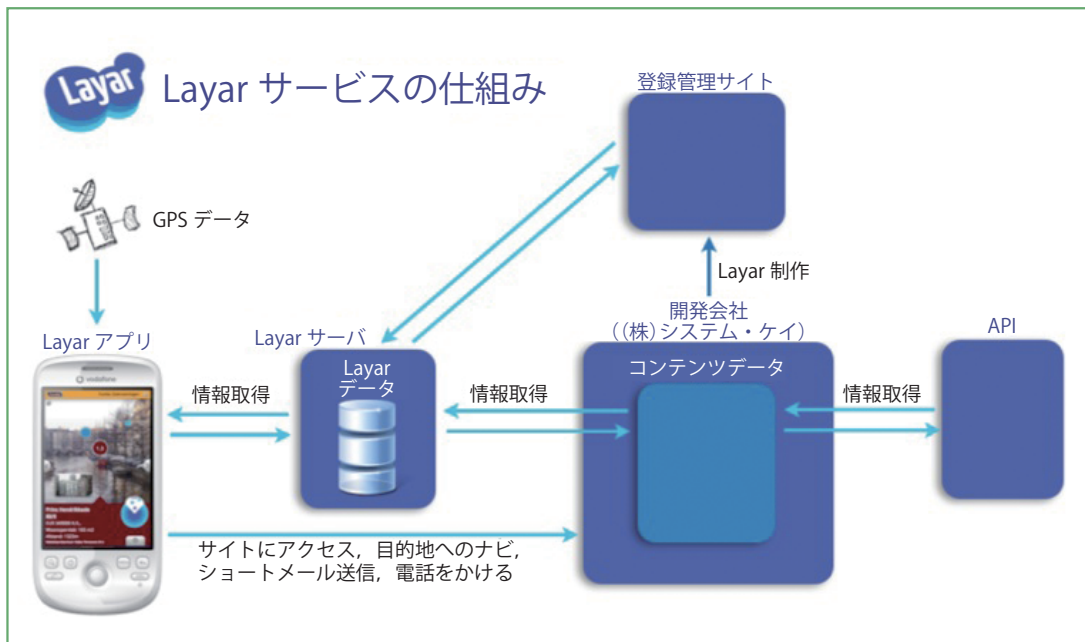 Layar
Layar サービスの仕組み
登録管理サイト
GPS データ
Layar 制作
開発会社
((株)システム・ケイ)
API
Layar アプリ
Layar サーバ
Layar
データ
コンテンツデータ
vodafone
情報取得
情報取得
情報取得
サイトにアクセス，目的地へのナビ，
ショートメール送信，電話をかける